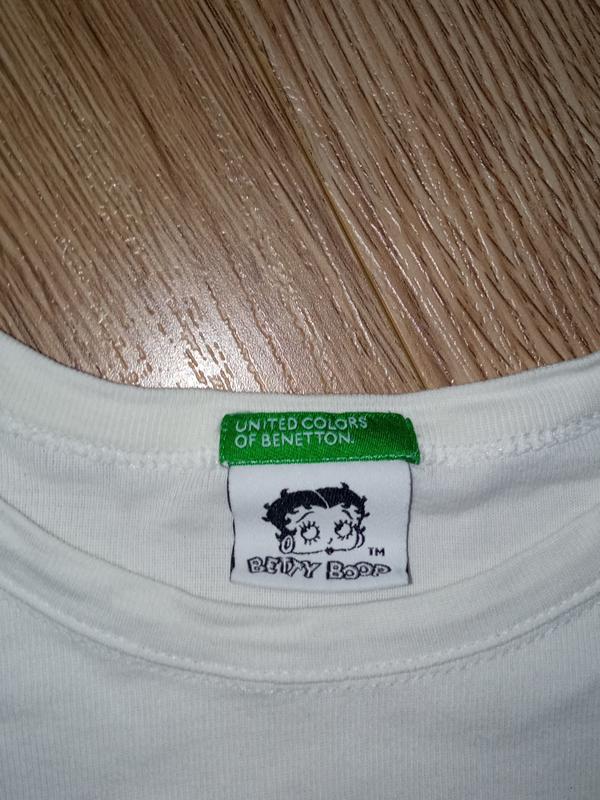 UNITED COLORS
OF BENETTON.
TM
BETTY BOOP